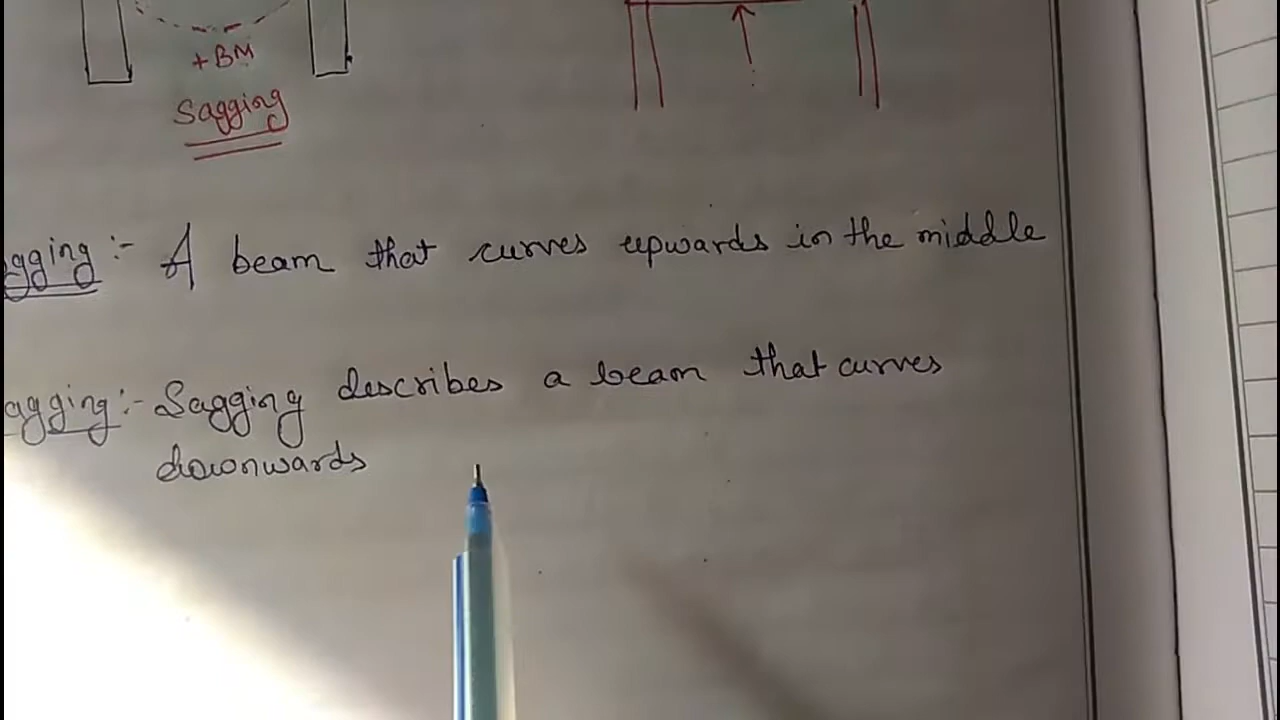 +BM
Sagging
gging :- A beam that curves upwards in the middle
agging :- Sagging describes a beam that curves
downwards